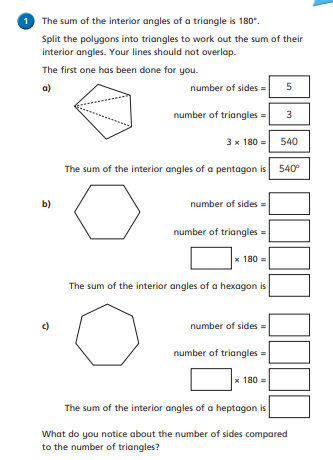 1 The sum of the interior angles of a triangle is 180°.
Split the polygons into triangles to work out the sum of their
interior angles. Your lines should not overlap.
The first one has been done for you.
a) number of sides = 5
number of triangles = 3
3 × 180 = 540
The sum of the interior angles of a pentagon is 540°
b) number of sides =
number of triangles =
× 180 =
The sum of the interior angles of a hexagon is
c) number of sides =
number of triangles =
× 180 =
The sum of the interior angles of a heptagon is
What do you notice about the number of sides compared
to the number of triangles?